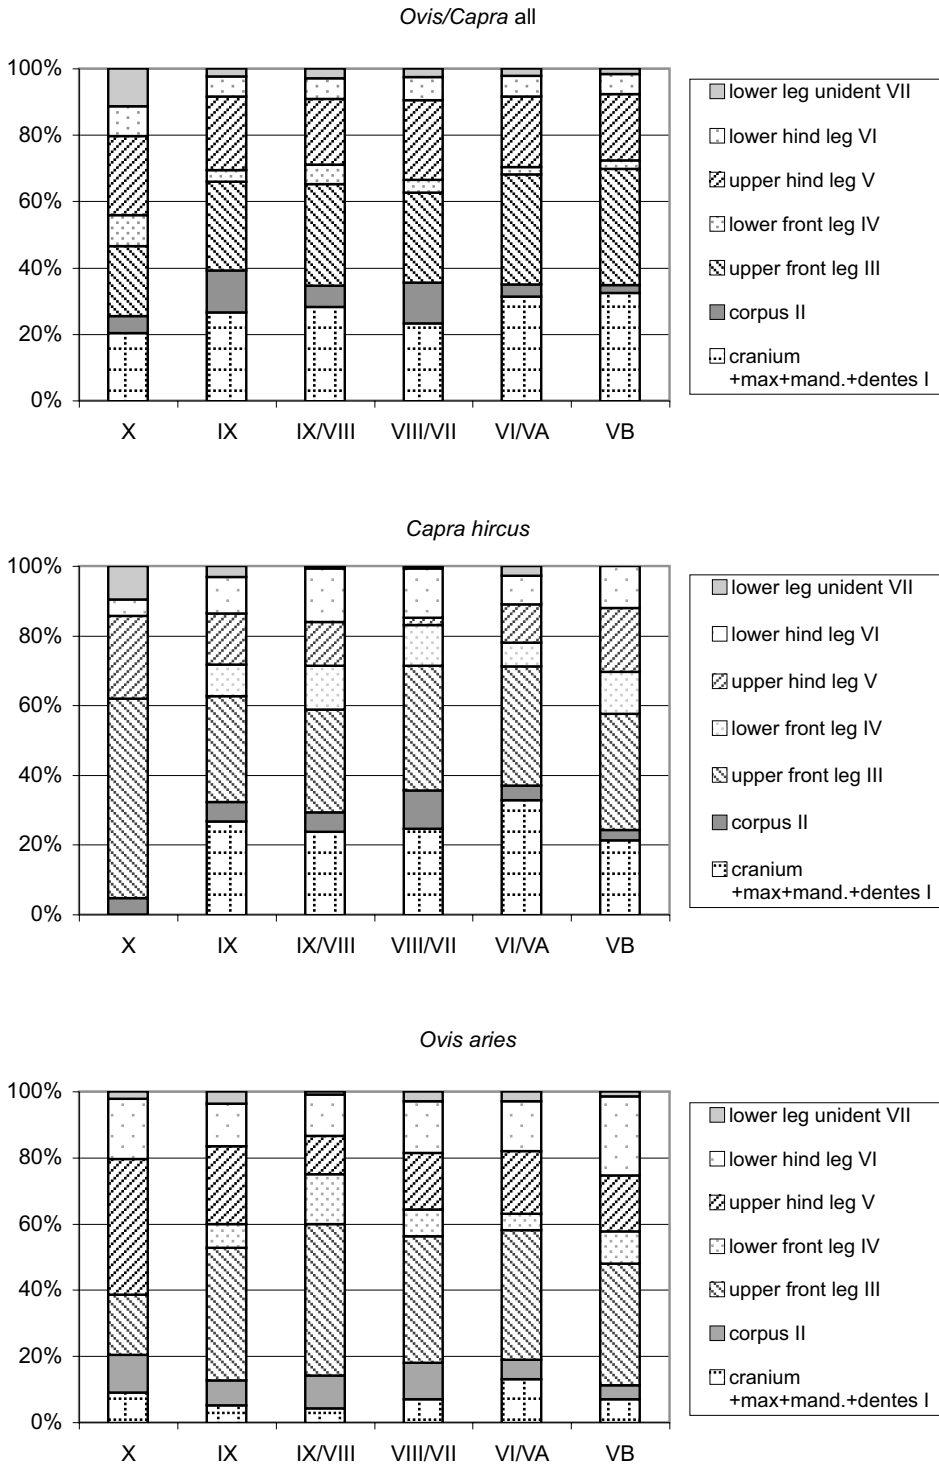 Ovis/Capra all
100%
80%
60%
40%
20%
0%
X IX IX/VIII VIII/VII VI/VA VB
lower leg unident VII
lower hind leg VI
upper hind leg V
lower front leg IV
upper front leg III
corpus II
cranium
+max+mand.+dentes I
Capra hircus
100%
80%
60%
40%
20%
0%
X IX IX/VIII VIII/VII VI/VA VB
lower leg unident VII
lower hind leg VI
upper hind leg V
lower front leg IV
upper front leg III
corpus II
cranium
+max+mand.+dentes I
Ovis aries
100%
80%
60%
40%
20%
0%
X IX IX/VIII VIII/VII VI/VA VB
lower leg unident VII
lower hind leg VI
upper hind leg V
lower front leg IV
upper front leg III
corpus II
cranium
+max+mand.+dentes I